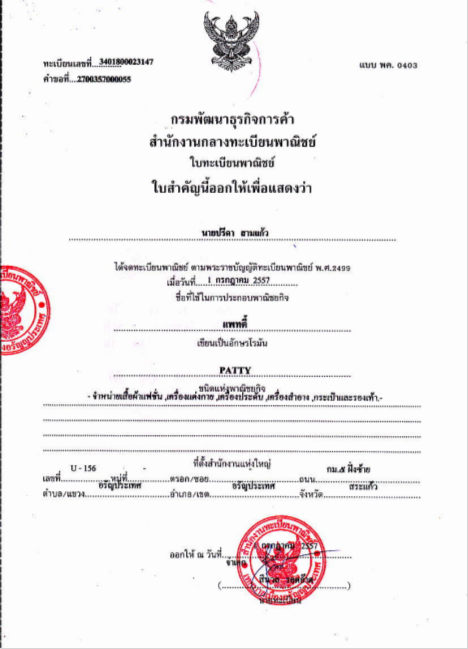 ทะเบียนเลขที่...3401800023147
คำขอที่...2700357000055
แบบ พค. 0403
กรมพัฒนาธุรกิจการค้า
สำนักงานกลางทะเบียนพาณิชย์
ใบทะเบียนพาณิชย์
ใบสำคัญนี้ออกให้เพื่อแสดงว่า
นายปรีดา สามแก้ว
ได้จดทะเบียนพาณิชย์ ตามพระราชบัญญัติทะเบียนพาณิชย์ พ.ศ.2499
เมื่อวันที่ 1 กรกฎาคม 2557
ชื่อที่ใช้ในการประกอบพาณิชยกิจ
แพทตี้
เขียนเป็นอักษรโรมัน
PATTY
ชนิดแห่งพาณิชยกิจ
- จำหน่ายเสื้อผ้าแฟชั่น ,เครื่องแต่งกาย ,เครื่องประดับ ,เครื่องสำอาง ,กระเป๋าและรองเท้า.-
ที่ตั้งสำนักงานแห่งใหญ่
เลขที่ U - 156 หมู่ที่ - ตรอก/ซอย ถนน กม.๕ ฝั่งซ้าย
ตำบล/แขวง อรัญประเทศ อำเภอ/เขต อรัญประเทศ จังหวัด สระแก้ว
ออกให้ ณ วันที่ กรกฎาคม 2557
นายทะเบียน